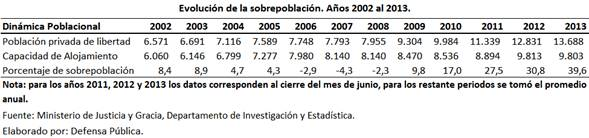 Evolución de la sobrepoblación. Años 2002 al 2013.
Dinámica Poblacional 2002 2003 2004 2005 2006 2007 2008 2009 2010 2011 2012 2013
Población privada de libertad 6.571 6.691 7.116 7.589 7.748 7.793 7.955 9.304 9.984 11.339 12.831 13.688
Capacidad de Alojamiento 6.060 6.146 6.799 7.277 7.980 8.140 8.140 8.470 8.536 8.894 9.813 9.803
Porcentaje de sobrepoblación 8,4 8,9 4,7 4,3 -2,9 -4,3 -2,3 9,8 17,0 27,5 30,8 39,6
Nota: para los años 2011, 2012 y 2013 los datos corresponden al cierre del mes de junio, para los restante periodos se tomó el promedio
anual.
Fuente: Ministerio de Justicia y Gracia, Departamento de Investigación y Estadística.
Elaborado por: Defensa Pública.